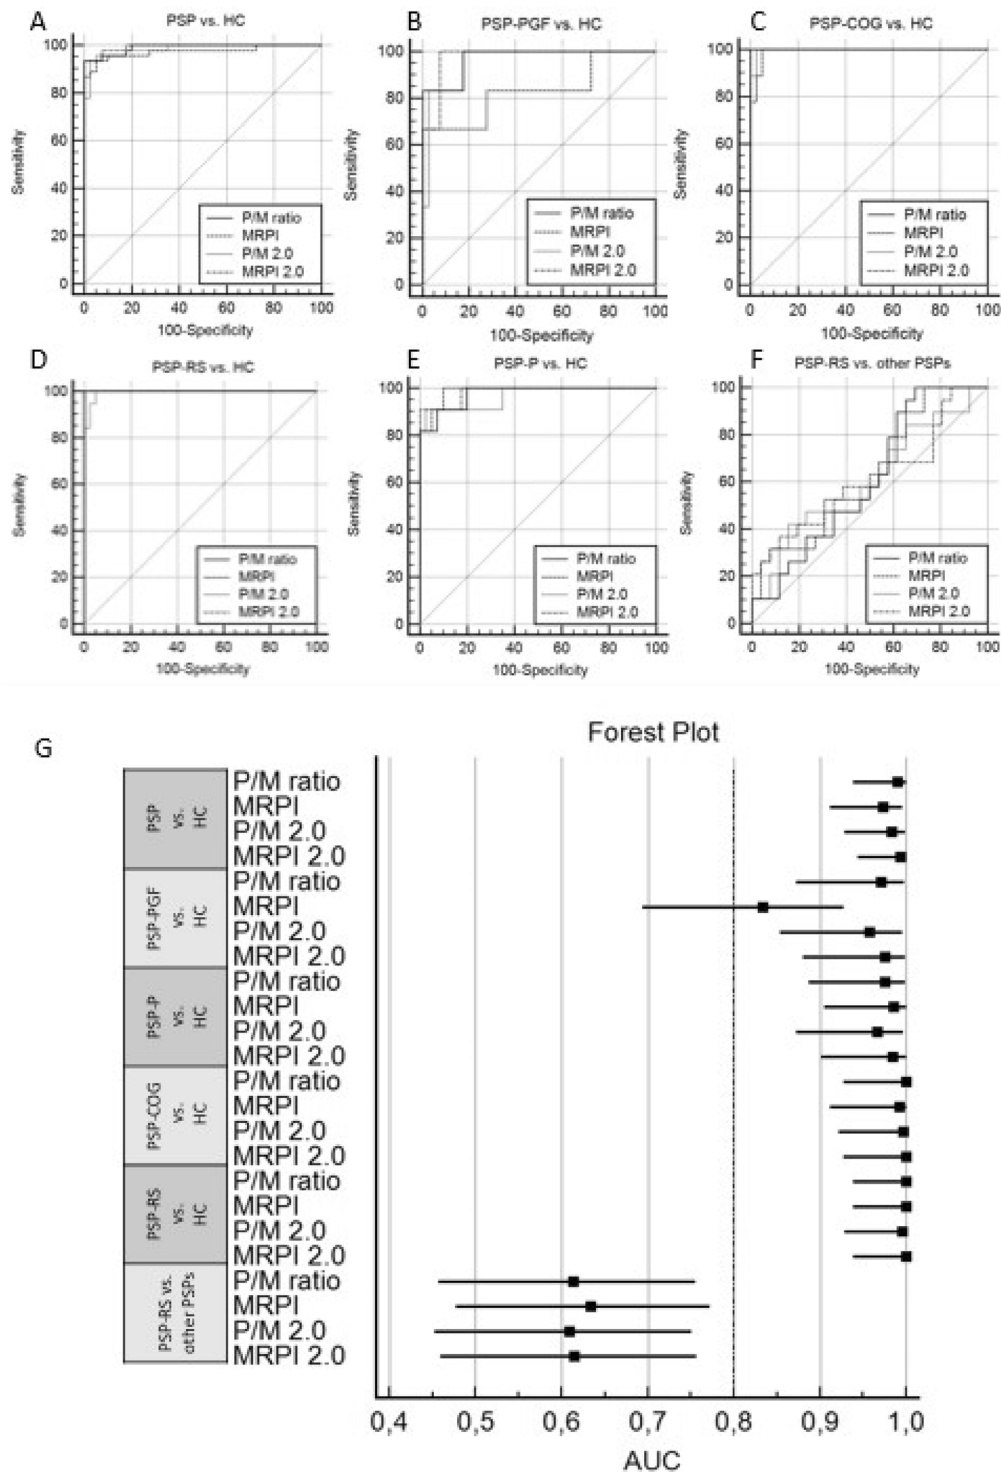 A
PSP vs. HC
Sensitivity
100
80
60
40
20
0
P/M ratio
MRPI
P/M 2.0
MRPI 2.0
0 20 40 60 80 100
100-Specificity
B
PSP-PGF vs. HC
Sensitivity
100
80
60
40
20
0
P/M ratio
MRPI
P/M 2.0
MRPI 2.0
0 20 40 60 80 100
100-Specificity
C
PSP-COG vs. HC
Sensitivity
100
80
60
40
20
0
P/M ratio
MRPI
P/M 2.0
MRPI 2.0
0 20 40 60 80 100
100-Specificity
D
PSP-RS vs. HC
Sensitivity
100
80
60
40
20
0
P/M ratio
MRPI
P/M 2.0
MRPI 2.0
0 20 40 60 80 100
100-Specificity
E
PSP-P vs. HC
Sensitivity
100
80
60
40
20
0
P/M ratio
MRPI
P/M 2.0
MRPI 2.0
0 20 40 60 80 100
100-Specificity
F
PSP-RS vs. other PSPs
Sensitivity
100
80
60
40
20
0
P/M ratio
MRPI
P/M 2.0
MRPI 2.0
0 20 40 60 80 100
100-Specificity
G
Forest Plot
PSP
vs.
HC
P/M ratio
MRPI
P/M 2.0
MRPI 2.0
PSP-PGF
vs.
HC
P/M ratio
MRPI
P/M 2.0
MRPI 2.0
PSP-P
vs.
HC
P/M ratio
MRPI
P/M 2.0
MRPI 2.0
PSP-COG
vs.
HC
P/M ratio
MRPI
P/M 2.0
MRPI 2.0
PSP-RS
vs.
HC
P/M ratio
MRPI
P/M 2.0
MRPI 2.0
PSP-RS vs.
other PSPs
P/M ratio
MRPI
P/M 2.0
MRPI 2.0
0,4 0,5 0,6 0,7 0,8 0,9 1,0
AUC